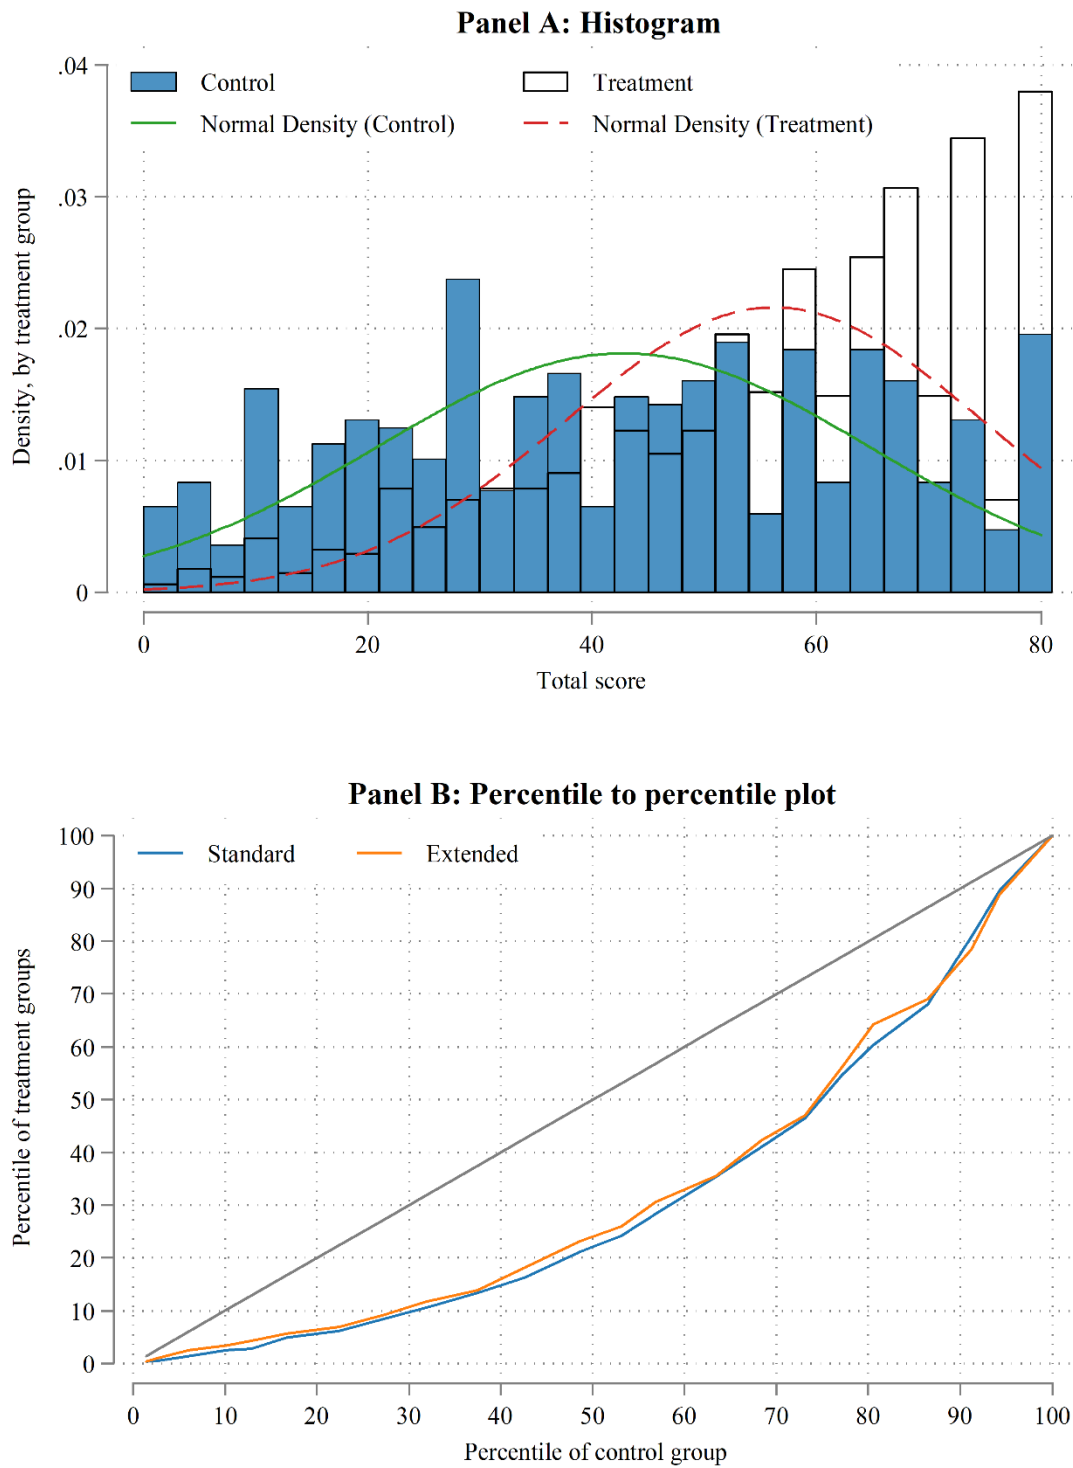 Panel A: Histogram
.04
.03
.02
.01
0
Density, by treatment group
Control
Treatment
Normal Density (Control)
Normal Density (Treatment)
0 20 40 60 80
Total score
Panel B: Percentile to percentile plot
100
90
80
70
60
50
40
30
20
10
0
Percentile of treatment groups
Standard
Extended
0 10 20 30 40 50 60 70 80 90 100
Percentile of control group